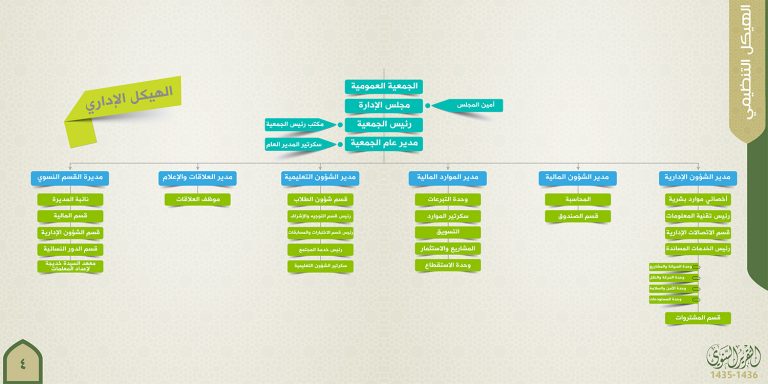 الهيكل التنظيمي
الهيكل الإداري
الجمعية العمومية
مجلس الإدارة
أمين المجلس
رئيس الجمعية
مكتب رئيس الجمعية
مدير عام الجمعية
سكرتير المدير العام
مدير الشؤون الإدارية
أخصائي موارد بشرية
رئيس تقنية المعلومات
قسم الاتصالات الإدارية
رئيس الخدمات المساندة
وحدة الصيانة والمشاريع
وحدة الحركة والنقل
وحدة الأمن والسلامة
وحدة المستودعات
قسم المشتروات
مدير الشؤون المالية
المحاسبة
قسم الصندوق
مدير الموارد المالية
وحدة التبرعات
سكرتير الموارد
التسويق
المشاريع والاستثمار
وحدة الاستقطاع
مدير الشؤون التعليمية
قسم شؤون الطلاب
رئيس قسم التوجيه والإشراف
رئيس قسم الاختبارات والمسابقات
رئيس خدمة المجتمع
سكرتير الشؤون التعليمية
مدير العلاقات والإعلام
موظف العلاقات
مديرة القسم النسوي
نائبة المديرة
قسم المالية
قسم الشؤون الإدارية
قسم الدور النسائية
معهد السيدة خديجة
لإعداد المعلمات
التقرير السنوي
1435-1436
٤